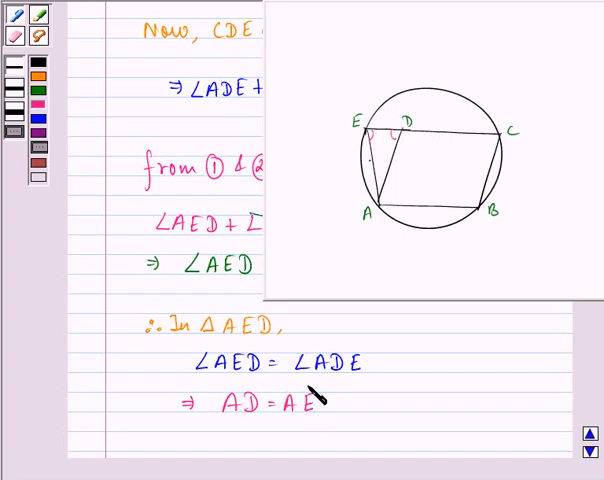 Now, CDE
⇒ ∠ADE +
from ① & ②
∠AED + ∠
⇒ ∠AED
∴ In △AED,
∠AED = ∠ADE
⇒ AD = AE
E D C
A B